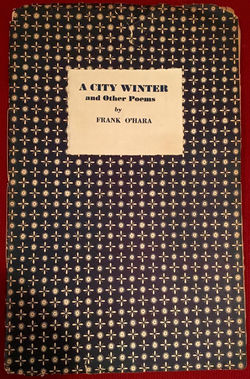 A CITY WINTER
and Other Poems
by
FRANK O'HARA